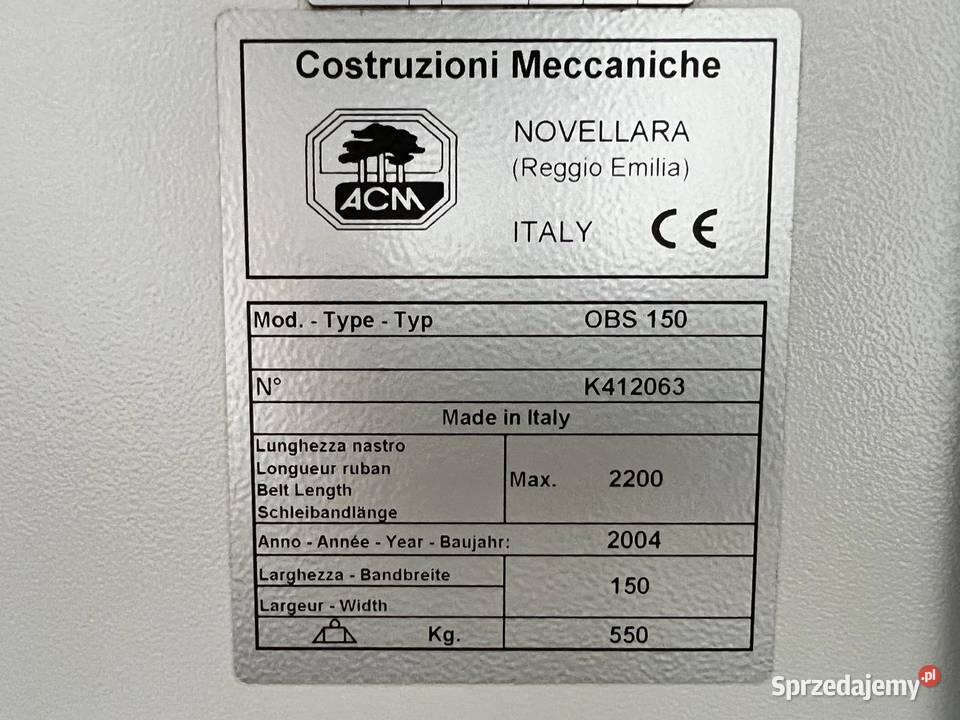 Costruzioni Meccaniche
ACM
NOVELLARA
(Reggio Emilia)
ITALY CE
Mod. - Type - Typ OBS 150
N° K412063
Made in Italy
Lunghezza nastro
Longueur ruban
Belt Length
Schleibandlänge
Max. 2200
Anno - Année - Year - Baujahr: 2004
Larghezza - Bandbreite
Largeur - Width
150
Kg. 550
Sprzedajemy.pl